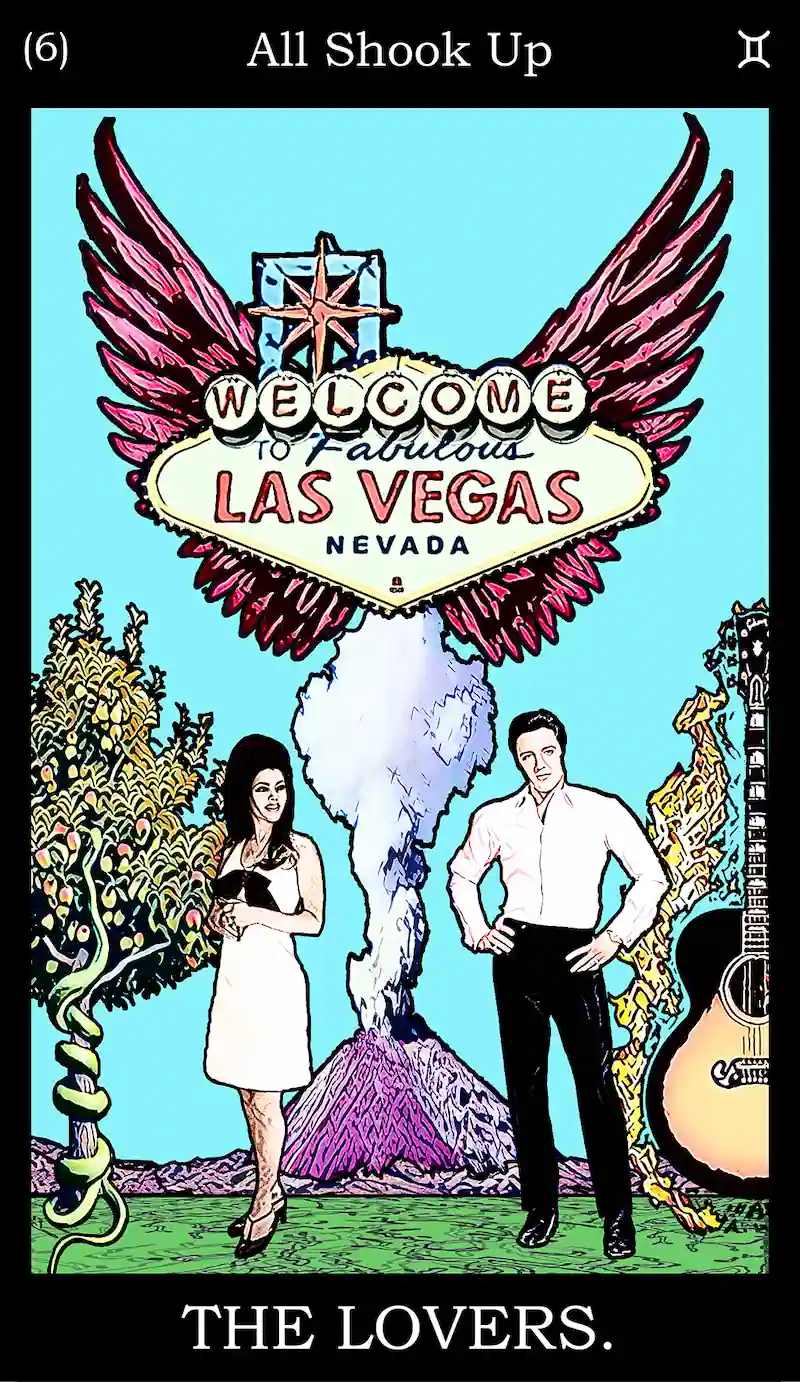 (6) All Shook Up ♊
WELCOME
TO Fabulous
LAS VEGAS
NEVADA
THE LOVERS.